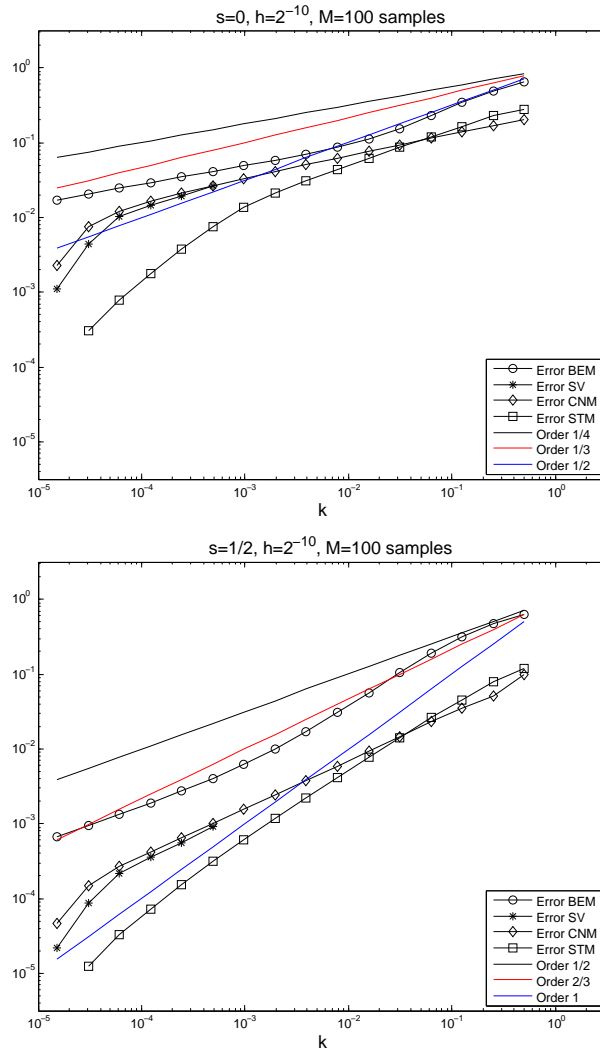 s=0, h=2^{-10}, M=100 samples
10^0
10^{-1}
10^{-2}
10^{-3}
10^{-4}
10^{-5}
Error BEM
Error SV
Error CNM
Error STM
Order 1/4
Order 1/3
Order 1/2
10^{-5} 10^{-4} 10^{-3} 10^{-2} 10^{-1} 10^0
k
s=1/2, h=2^{-10}, M=100 samples
10^0
10^{-1}
10^{-2}
10^{-3}
10^{-4}
10^{-5}
Error BEM
Error SV
Error CNM
Error STM
Order 1/2
Order 2/3
Order 1
10^{-5} 10^{-4} 10^{-3} 10^{-2} 10^{-1} 10^0
k